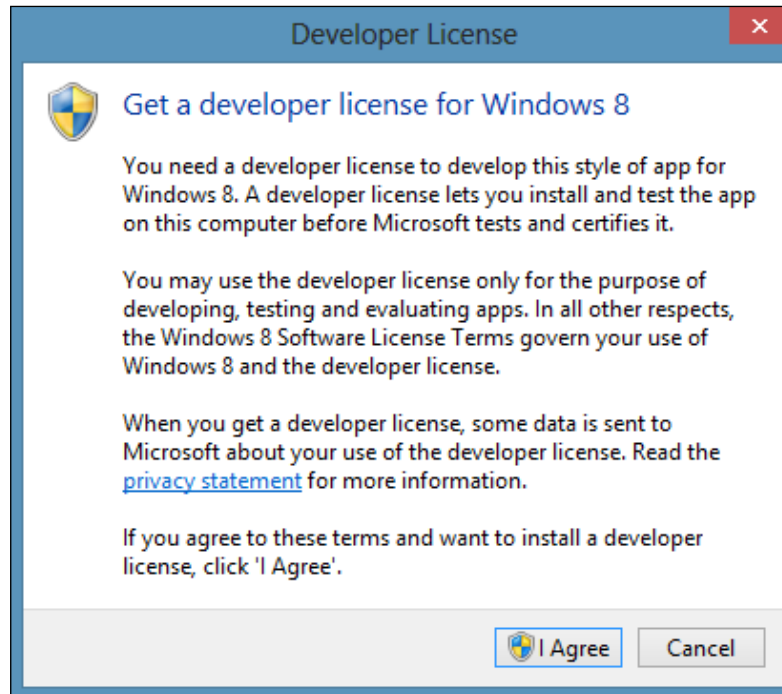 Developer License
Get a developer license for Windows 8
You need a developer license to develop this style of app for
Windows 8. A developer license lets you install and test the app
on this computer before Microsoft tests and certifies it.
You may use the developer license only for the purpose of
developing, testing and evaluating apps. In all other respects,
the Windows 8 Software License Terms govern your use of
Windows 8 and the developer license.
When you get a developer license, some data is sent to
Microsoft about your use of the developer license. Read the
privacy statement for more information.
If you agree to these terms and want to install a developer
license, click 'I Agree'.
I Agree
Cancel